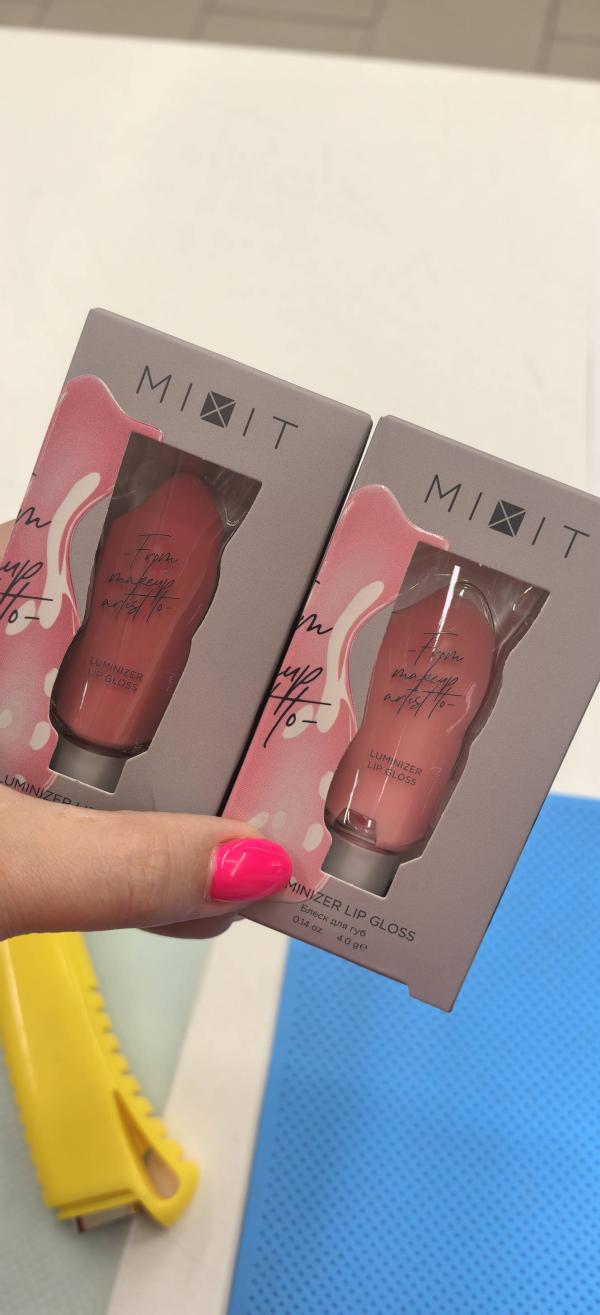 MIXIT
-From
makeup
artist to-
LUMINIZER
LIP GLOSS
MIXIT
-From
makeup
artist to-
LUMINIZER
LIP GLOSS
LIP GLOSS
Блеск для губ
0.14 oz. 4.0 g℮